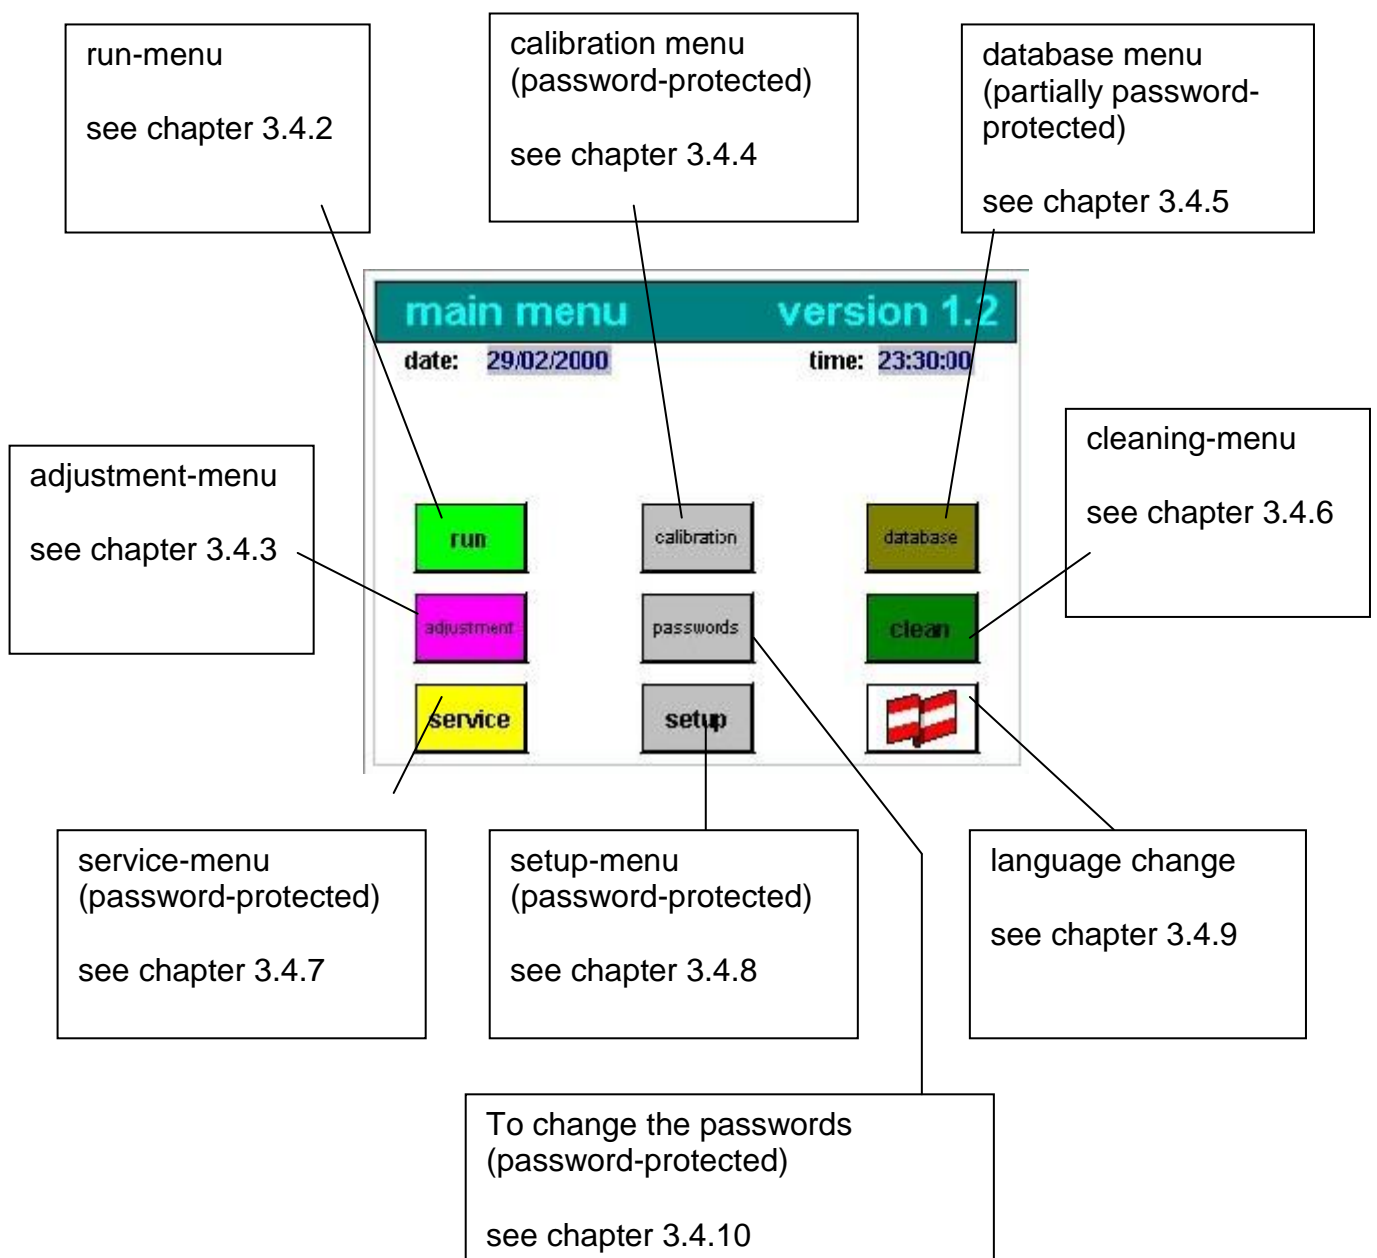 run-menu
see chapter 3.4.2
calibration menu
(password-protected)
see chapter 3.4.4
database menu
(partially password-
protected)
see chapter 3.4.5
main menu version 1.2
date: 29/02/2000 time: 23:30:00
adjustment-menu
see chapter 3.4.3
cleaning-menu
see chapter 3.4.6
run calibration database
adjustment passwords clean
service setup
service-menu
(password-protected)
see chapter 3.4.7
setup-menu
(password-protected)
see chapter 3.4.8
language change
see chapter 3.4.9
To change the passwords
(password-protected)
see chapter 3.4.10